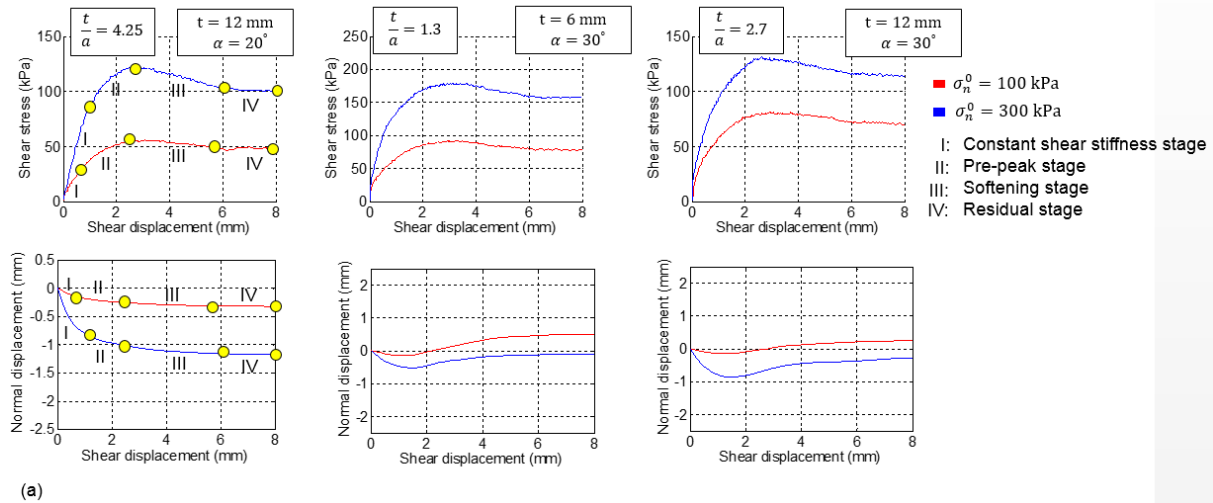 t/a = 4.25
t = 12 mm
α = 20°
t/a = 1.3
t = 6 mm
α = 30°
t/a = 2.7
t = 12 mm
α = 30°
Shear stress (kPa)
150
100
50
0
I
II
III
IV
I
II
III
IV
0 2 4 6 8
Shear displacement (mm)
Shear stress (kPa)
250
200
150
100
50
0
0 2 4 6 8
Shear displacement (mm)
Shear stress (kPa)
150
100
50
0
0 2 4 6 8
Shear displacement (mm)
σn0 = 100 kPa
σn0 = 300 kPa
I: Constant shear stiffness stage
II: Pre-peak stage
III: Softening stage
IV: Residual stage
Normal displacement (mm)
0.5
0
-0.5
-1
-1.5
-2
-2.5
I
II
III
IV
I
II
III
IV
0 2 4 6 8
Shear displacement (mm)
Normal displacement (mm)
2
1
0
-1
-2
0 2 4 6 8
Shear displacement (mm)
Normal displacement (mm)
2
1
0
-1
-2
0 2 4 6 8
Shear displacement (mm)
(a)